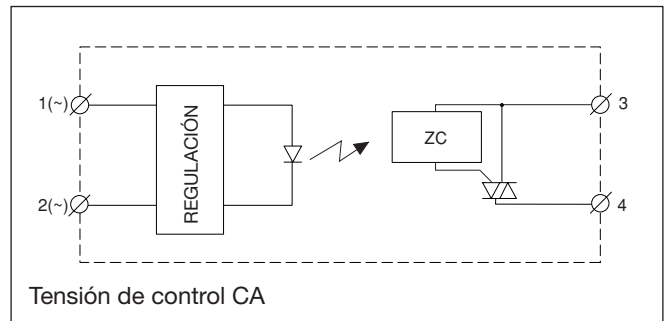 1(~)
REGULACIÓN
ZC
3
2(~)
4
Tensión de control CA